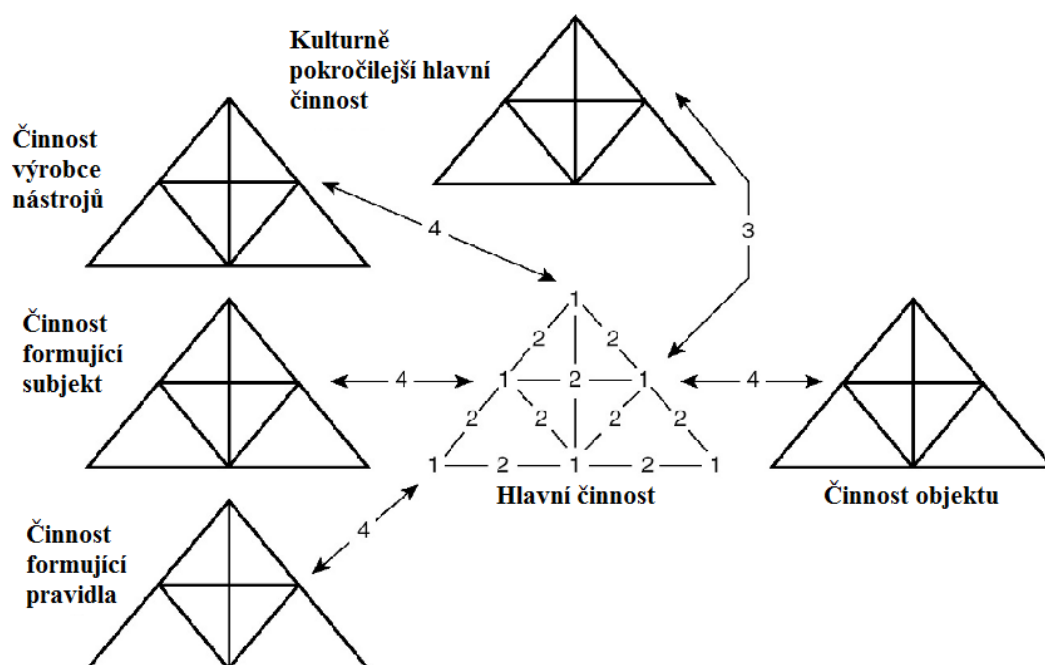 Kulturně
pokročilejší hlavní
činnost
Činnost
výrobce
nástrojů
3
4
1
Činnost
formující
subjekt
2 2
4 1 2 1 4
2 2 2 2
1 2 1 2 1
Hlavní činnost
Činnost objektu
4
Činnost
formující
pravidla